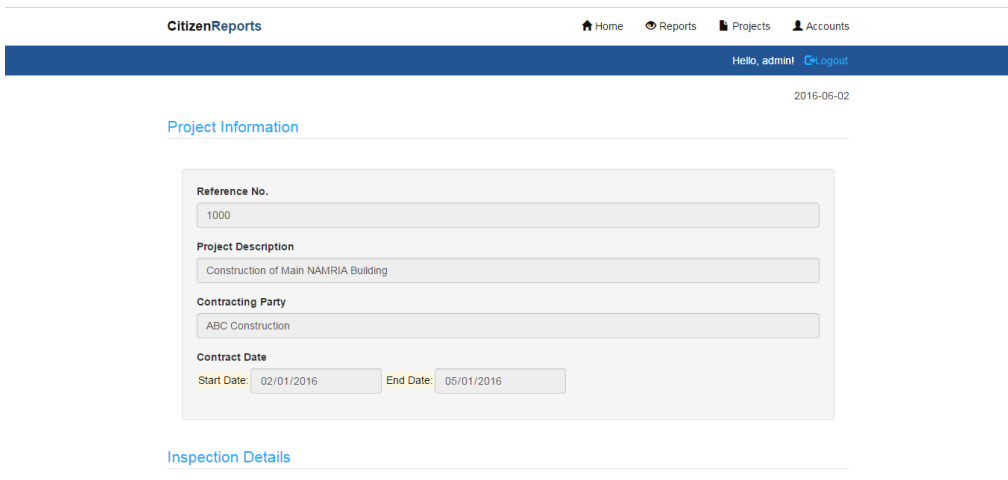 CitizenReports Home Reports Projects Accounts
Hello, admin! Logout
2016-06-02
Project Information
Reference No.
1000
Project Description
Construction of Main NAMRIA Building
Contracting Party
ABC Construction
Contract Date
Start Date: 02/01/2016 End Date: 05/01/2016
Inspection Details